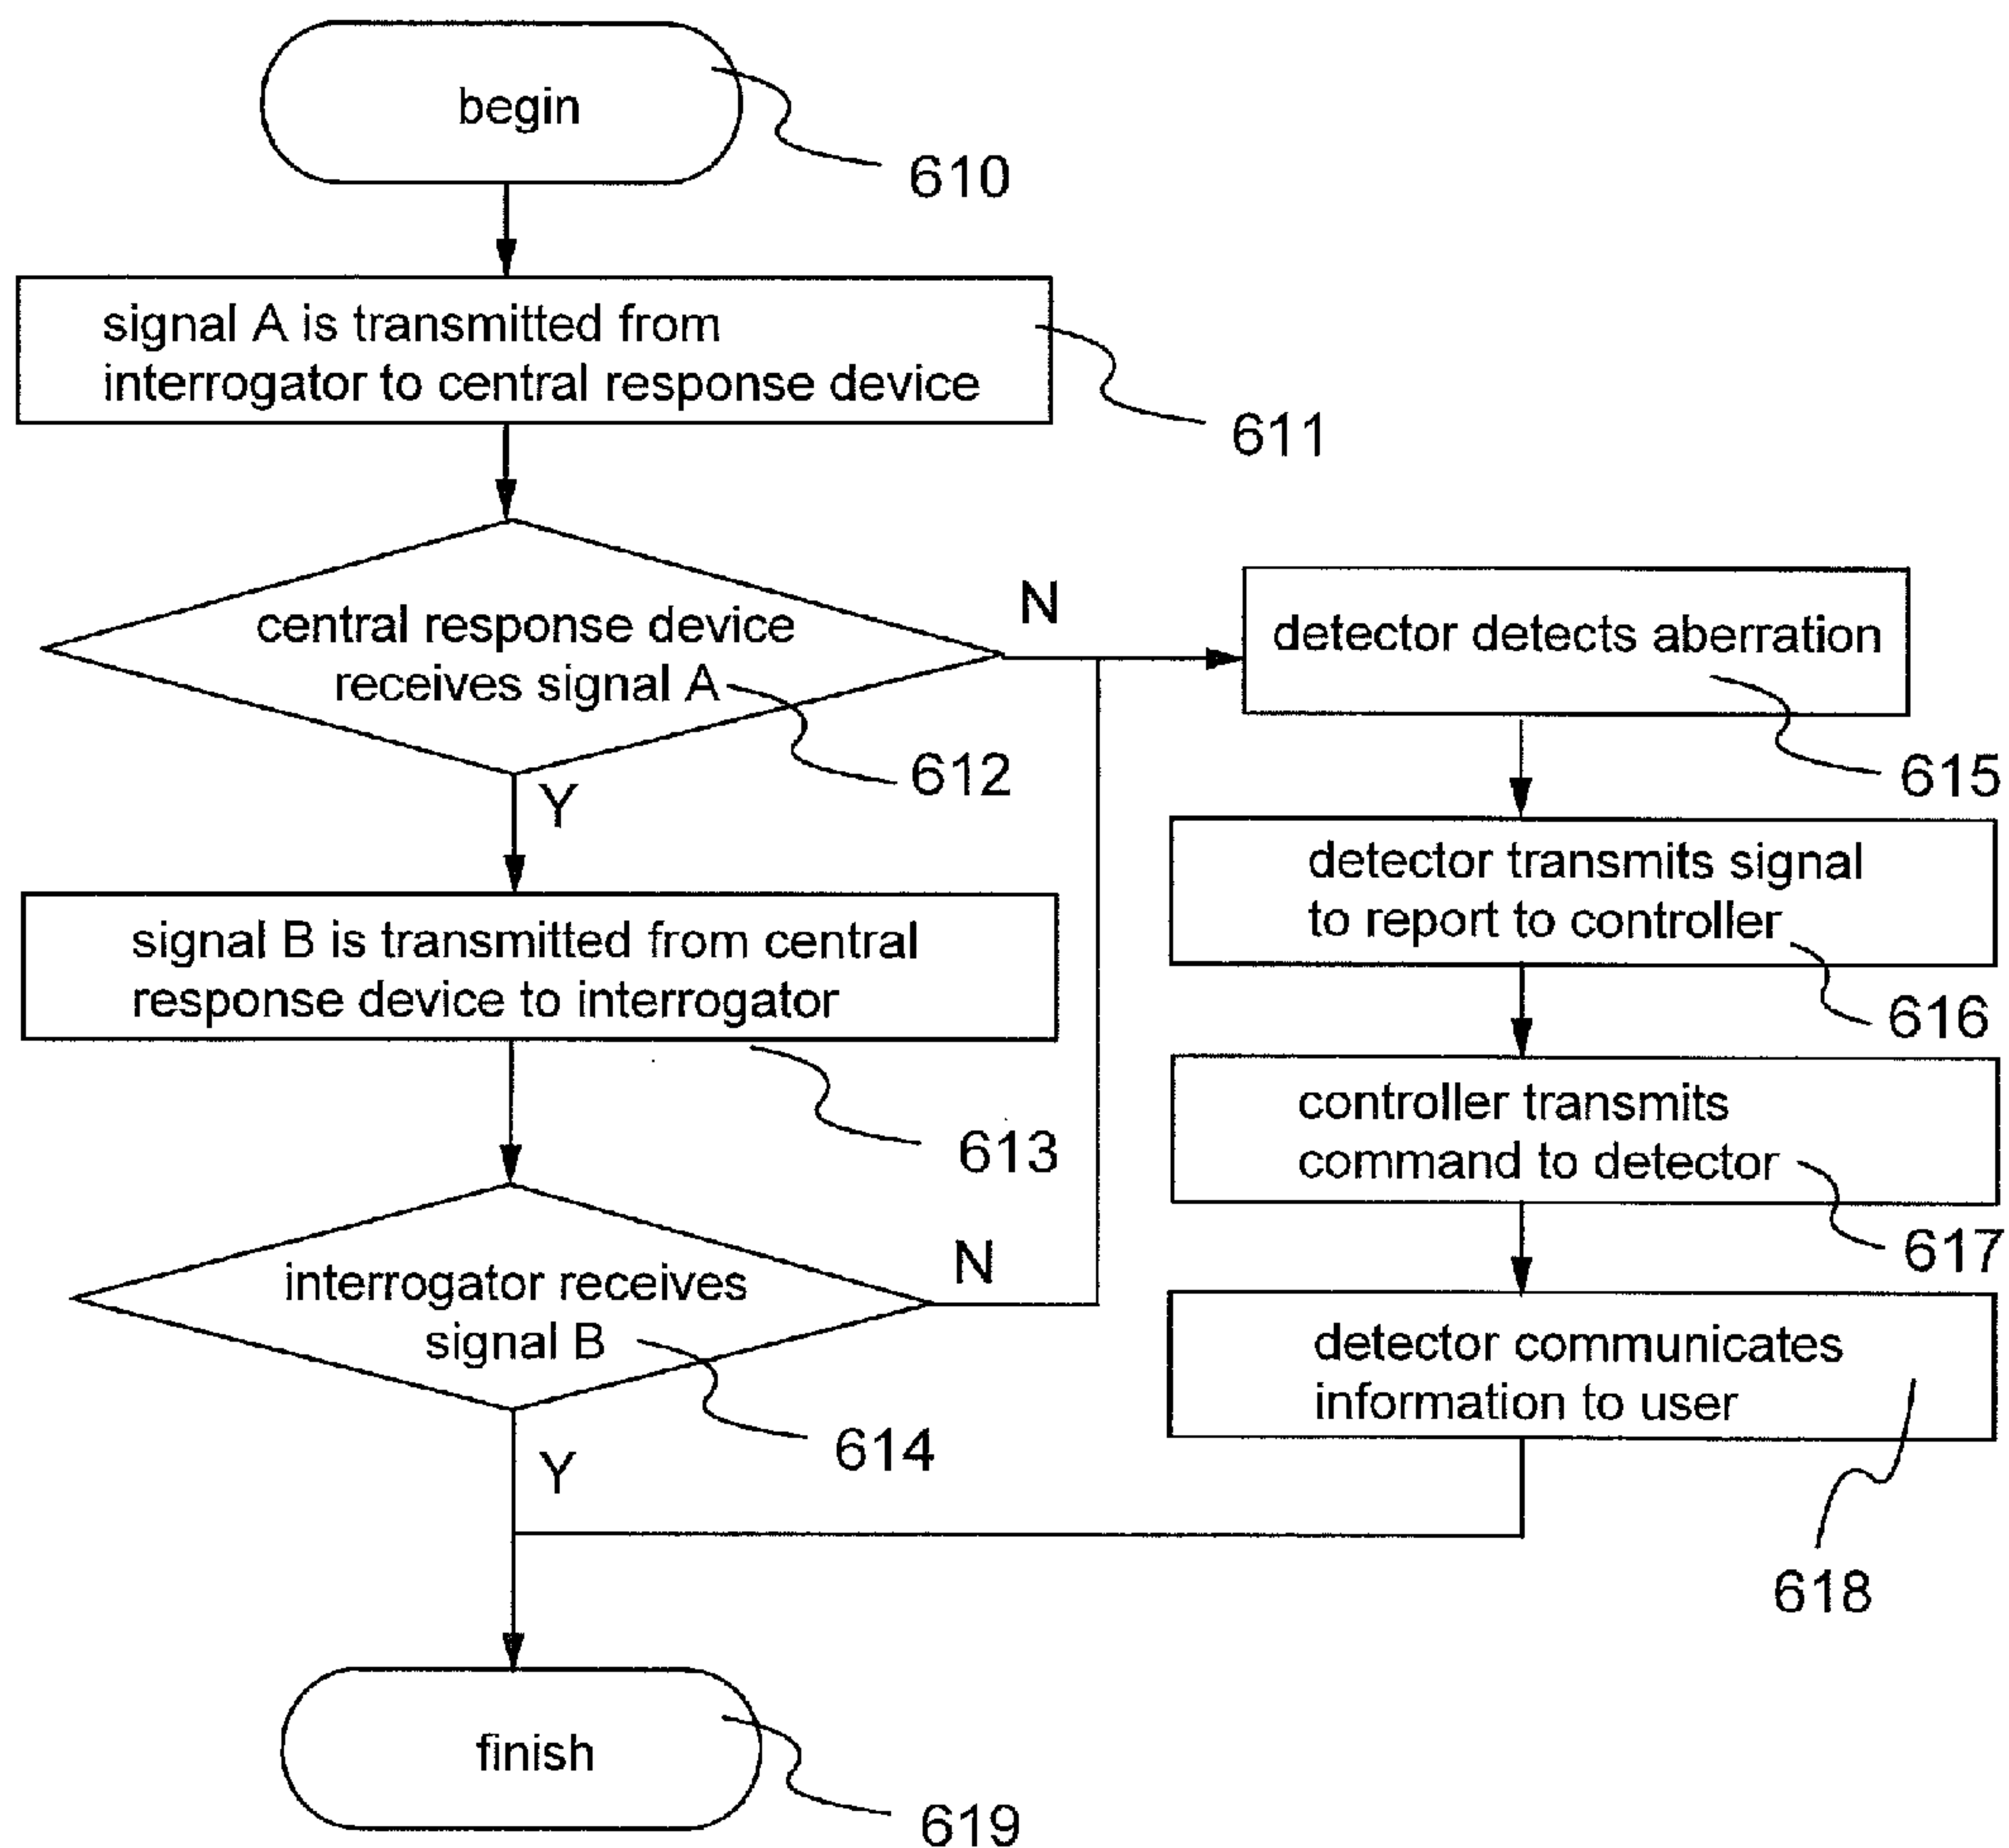 begin
610
signal A is transmitted from
interrogator to central response device
611
central response device
receives signal A
612
N
Y
signal B is transmitted from central
response device to interrogator
613
interrogator receives
signal B
614
N
Y
detector detects aberration
615
detector transmits signal
to report to controller
616
controller transmits
command to detector
617
detector communicates
information to user
618
finish
619